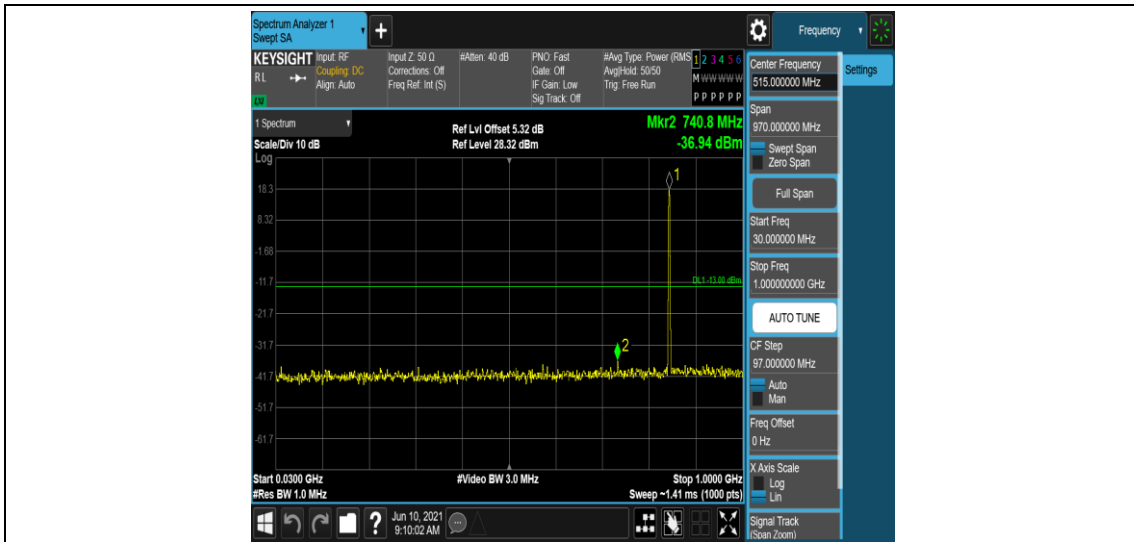 Spectrum Analyzer 1
Swept SA
Frequency
KEYSIGHT
RL
LXI
Input: RF
Coupling: DC
Align: Auto
Input Z: 50 Ω
Corrections: Off
Freq Ref: Int (S)
#Atten: 40 dB
PNO: Fast
Gate: Off
IF Gain: Low
Sig Track: Off
#Avg Type: Power (RMS
Avg|Hold: 50/50
Trig: Free Run
1 2 3 4 5 6
M W W W W W
P P P P P P
1 Spectrum
Scale/Div 10 dB
Log
Ref Lvl Offset 5.32 dB
Ref Level 28.32 dBm
Mkr2 740.8 MHz
-36.94 dBm
1
18.3
8.32
-1.68
-11.7
DL1 -13.00 dBm
-21.7
-31.7
2
-41.7
-51.7
-61.7
Start 0.0300 GHz
#Res BW 1.0 MHz
#Video BW 3.0 MHz
Stop 1.0000 GHz
Sweep ~1.41 ms (1000 pts)
?
Jun 10, 2021
9:10:02 AM
Center Frequency
515.000000 MHz
Settings
Span
970.000000 MHz
Swept Span
Zero Span
Full Span
Start Freq
30.000000 MHz
Stop Freq
1.000000000 GHz
AUTO TUNE
CF Step
97.000000 MHz
Auto
Man
Freq Offset
0 Hz
X Axis Scale
Log
Lin
Signal Track
(Span Zoom)